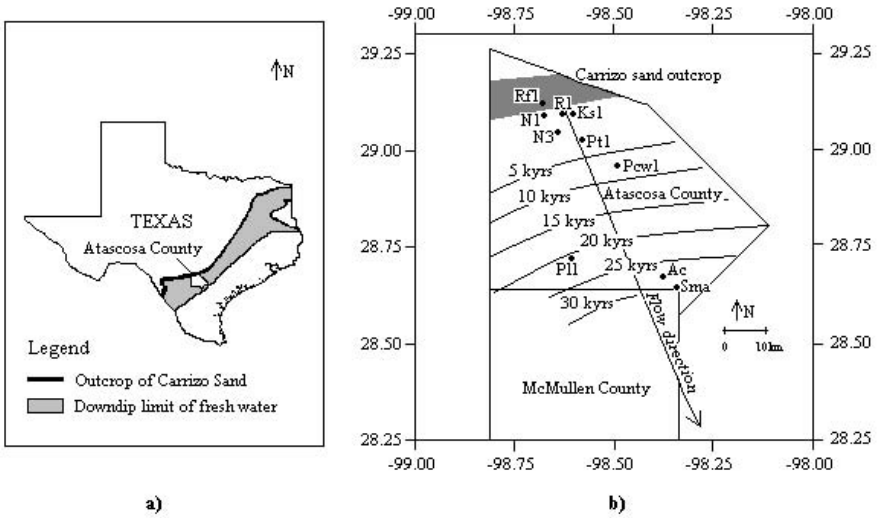 N
TEXAS
Atascosa County
Legend
Outcrop of Carrizo Sand
Downdip limit of fresh water
a)
-99.00 -98.75 -98.50 -98.25 -98.00
29.25 29.25
Carrizo sand outcrop
Rf1 R1 Ks1
N1
N3 Pt1
29.00 29.00
5 kyrs Pcw1
10 kyrs Atascosa County
15 kyrs
20 kyrs
28.75 28.75
Pl1 25 kyrs Ac
Sma
30 kyrs
N
0 10km
Flow direction
28.50 28.50
McMullen County
28.25 28.25
-99.00 -98.75 -98.50 -98.25 -98.00
b)